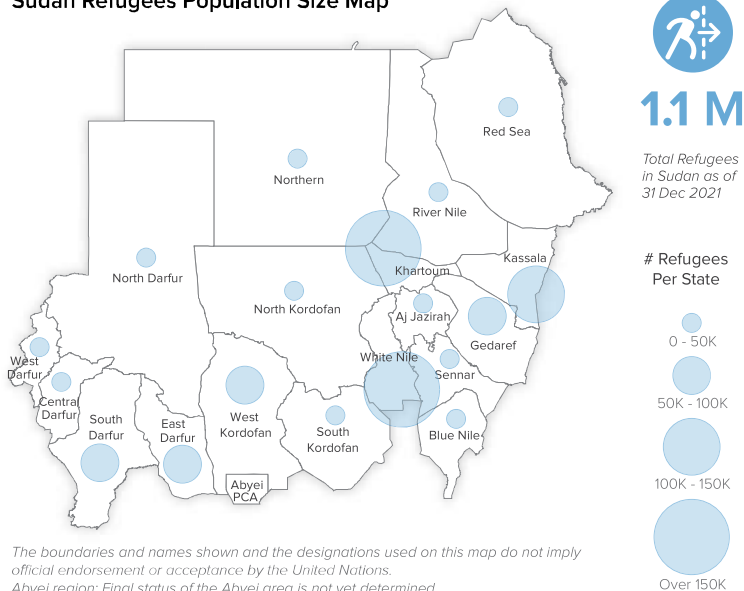 Sudan Refugees Population Size Map
1.1 M
Total Refugees
in Sudan as of
31 Dec 2021
Red Sea
Northern
River Nile
Kassala
# Refugees
Per State
Khartoum
North Darfur
North Kordofan
Aj Jazirah
0 - 50K
Gedaref
White Nile
West
Darfur
Sennar
50K - 100K
Central
Darfur
South
Darfur
East
Darfur
West
Kordofan
South
Kordofan
Blue Nile
100K - 150K
Abyei
PCA
Over 150K
The boundaries and names shown and the designations used on this map do not imply
official endorsement or acceptance by the United Nations.
Abyei region: Final status of the Abyei area is not yet determined